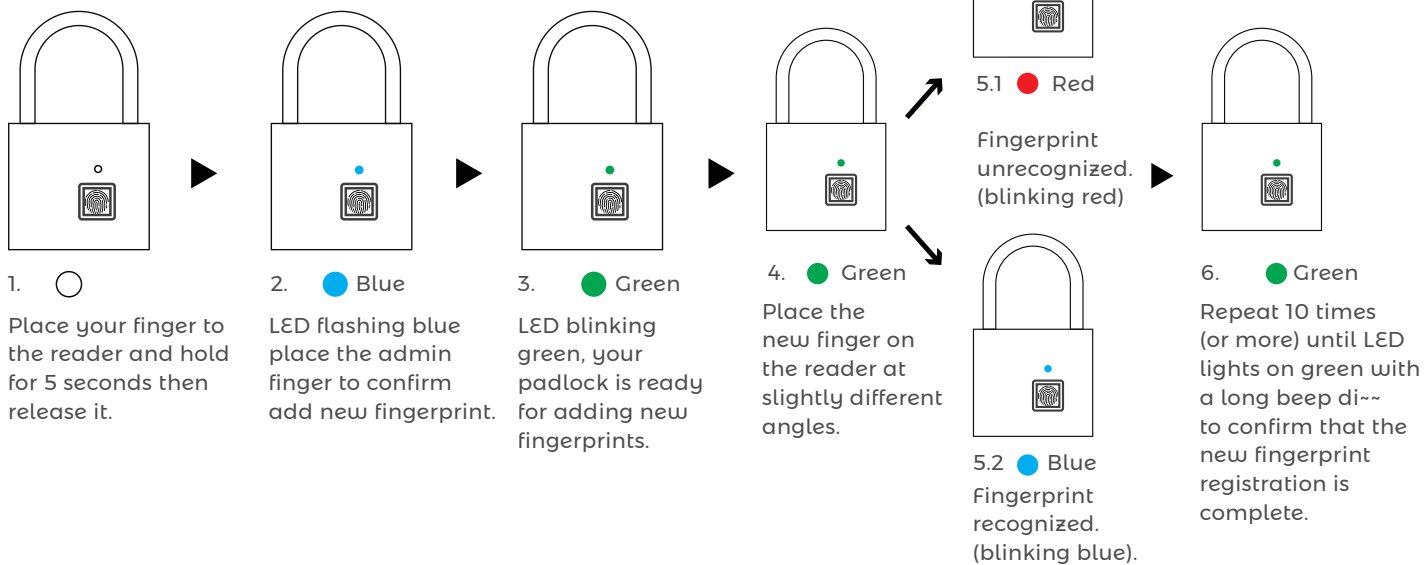 1.
Place your finger to
the reader and hold
for 5 seconds then
release it.
2. Blue
LED flashing blue
place the admin
finger to confirm
add new fingerprint.
3. Green
LED blinking
green, your
padlock is ready
for adding new
fingerprints.
4. Green
Place the
new finger on
the reader at
slightly different
angles.
5.1 Red
Fingerprint
unrecognized.
(blinking red)
5.2 Blue
Fingerprint
recognized.
(blinking blue).
6. Green
Repeat 10 times
(or more) until LED
lights on green with
a long beep di~~
to confirm that the
new fingerprint
registration is
complete.